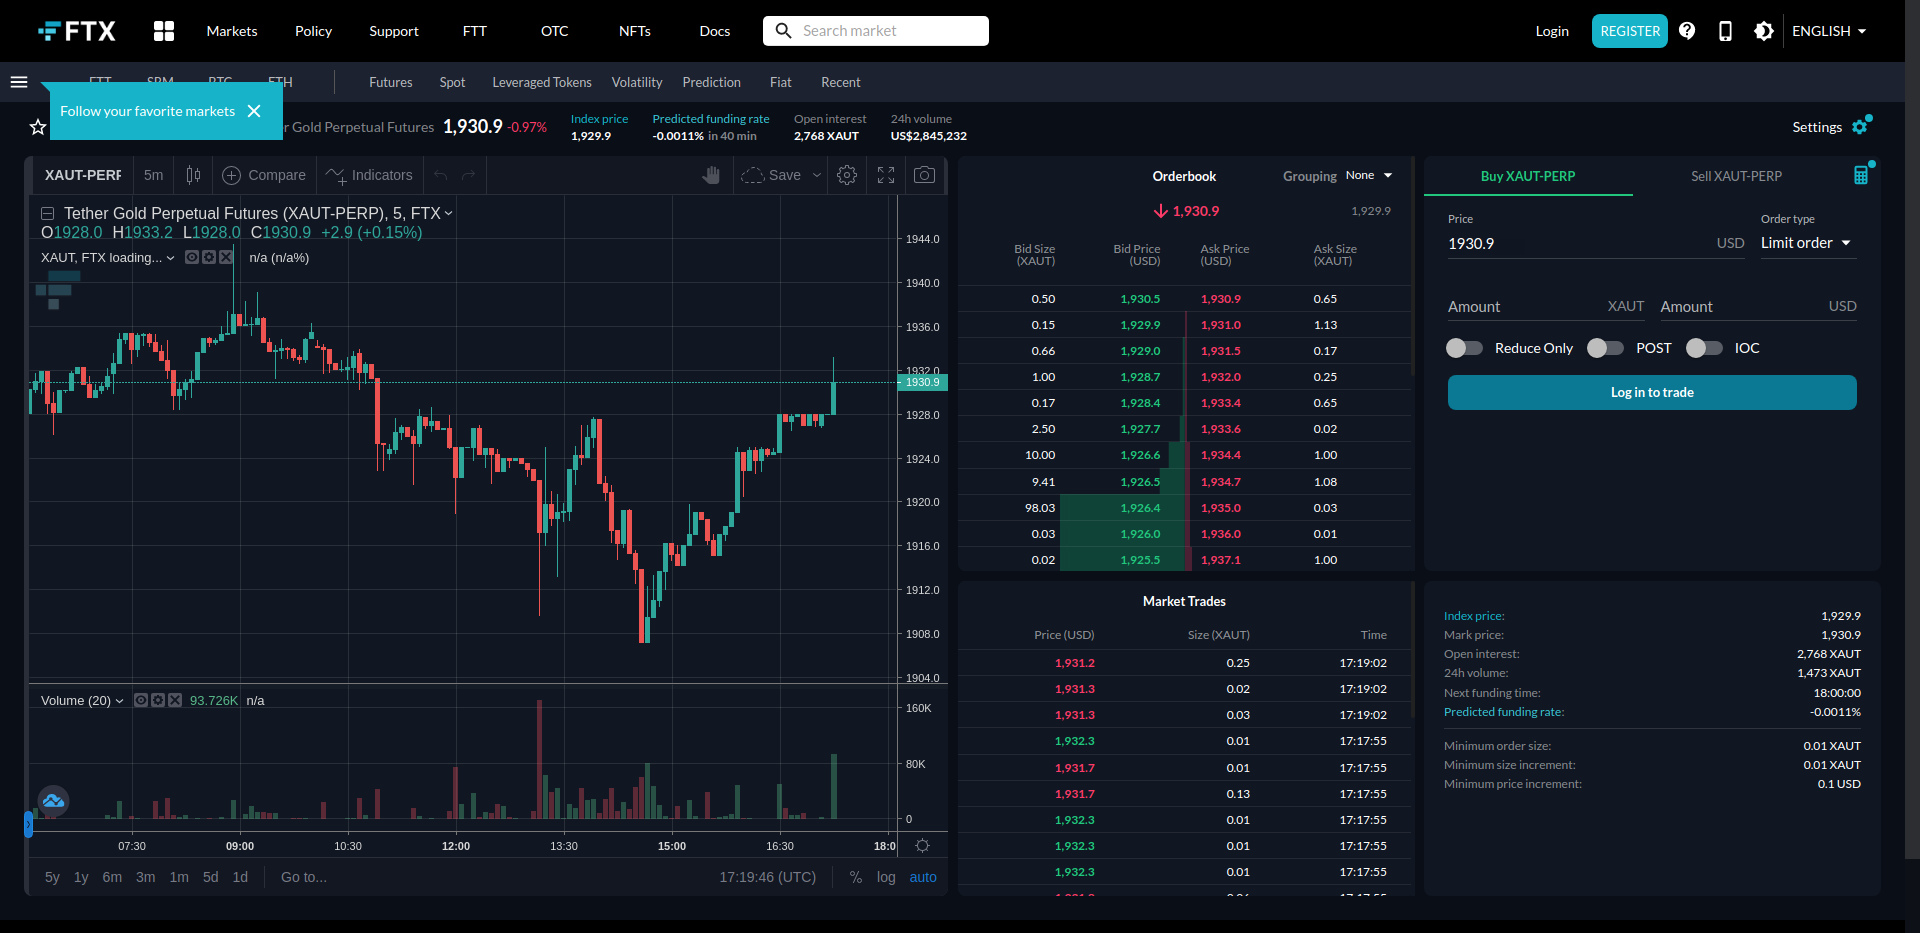 FTX Markets Policy Support FTT OTC NFTs Docs Search market Login REGISTER ENGLISH
FTT BTC ETH Futures Spot Leveraged Tokens Volatility Prediction Fiat Recent
Follow your favorite markets
Gold Perpetual Futures 1,930.9 -0.97%
Index price
1,929.9
Predicted funding rate
-0.0011% in 40 min
Open interest
2,768 XAUT
24h volume
US$2,845,232
Settings
XAUT-PERP 5m Compare Indicators Save
Tether Gold Perpetual Futures (XAUT-PERP), 5, FTX
O1928.0 H1933.2 L1928.0 C1930.9 +2.9 (+0.15%)
XAUT, FTX loading... n/a (n/a%)
1944.0
1940.0
1936.0
1932.0
1930.9
1928.0
1924.0
1920.0
1916.0
1912.0
1908.0
1904.0
Volume (20) 93.726K n/a
160K
80K
0
07:30 09:00 10:30 12:00 13:30 15:00 16:30 18:0
5y 1y 6m 3m 1m 5d 1d Go to... 17:19:46 (UTC) % log auto
Orderbook Grouping None
1,930.9 1,929.9
Bid Size (XAUT) Bid Price (USD) Ask Price (USD) Ask Size (XAUT)
0.50 1,930.5 1,930.9 0.65
0.15 1,929.9 1,931.0 1.13
0.66 1,929.0 1,931.5 0.17
1.00 1,928.7 1,932.0 0.25
0.17 1,928.4 1,933.4 0.65
2.50 1,927.7 1,933.6 0.02
10.00 1,926.6 1,934.4 1.00
9.41 1,926.5 1,934.7 1.08
98.03 1,926.4 1,935.0 0.03
0.03 1,926.0 1,936.0 0.01
0.02 1,925.5 1,937.1 1.00
Market Trades
Price (USD) Size (XAUT) Time
1,931.2 0.25 17:19:02
1,931.3 0.02 17:19:02
1,931.3 0.03 17:19:02
1,932.3 0.01 17:17:55
1,931.7 0.01 17:17:55
1,931.7 0.13 17:17:55
1,932.3 0.01 17:17:55
1,932.3 0.01 17:17:55
1,932.3 0.01 17:17:55
Buy XAUT-PERP Sell XAUT-PERP
Price Order type
1930.9 USD Limit order
Amount XAUT Amount USD
Reduce Only POST IOC
Log in to trade
Index price: 1,929.9
Mark price: 1,930.9
Open interest: 2,768 XAUT
24h volume: 1,473 XAUT
Next funding time: 18:00:00
Predicted funding rate: -0.0011%
Minimum order size: 0.01 XAUT
Minimum size increment: 0.01 XAUT
Minimum price increment: 0.1 USD